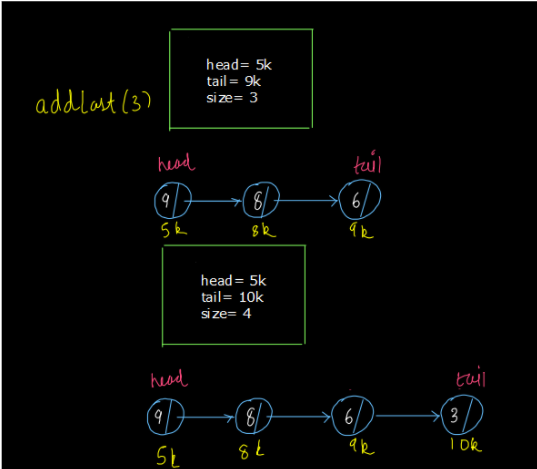 head= 5k
tail= 9k
size= 3
addLast(3)
head tail
9 8 6
5k 8k 9k
head= 5k
tail= 10k
size= 4
head tail
9 8 6 3
5k 8k 9k 10k